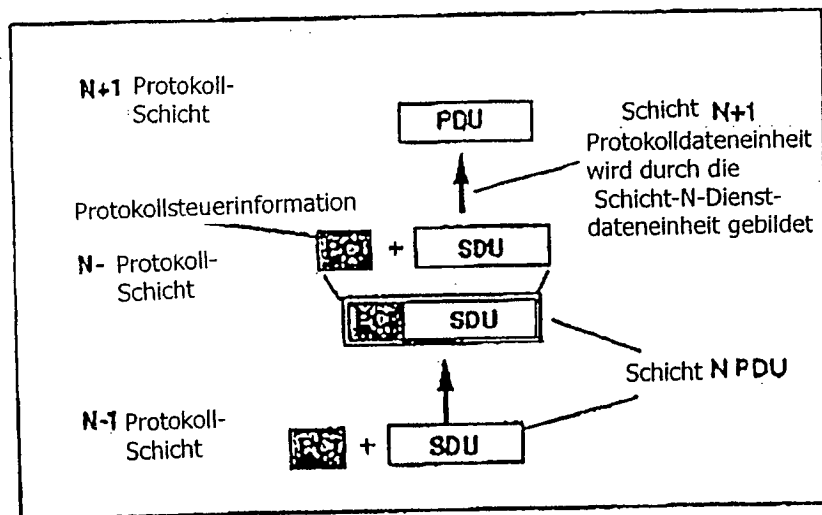 N+1 Protokoll-
Schicht
PDU
Schicht N+1
Protokolldateneinheit
wird durch die
Schicht-N-Dienst-
dateneinheit gebildet
Protokollsteuerinformation
+
SDU
N- Protokoll-
Schicht
SDU
Schicht N PDU
N-1 Protokoll-
Schicht
+
SDU